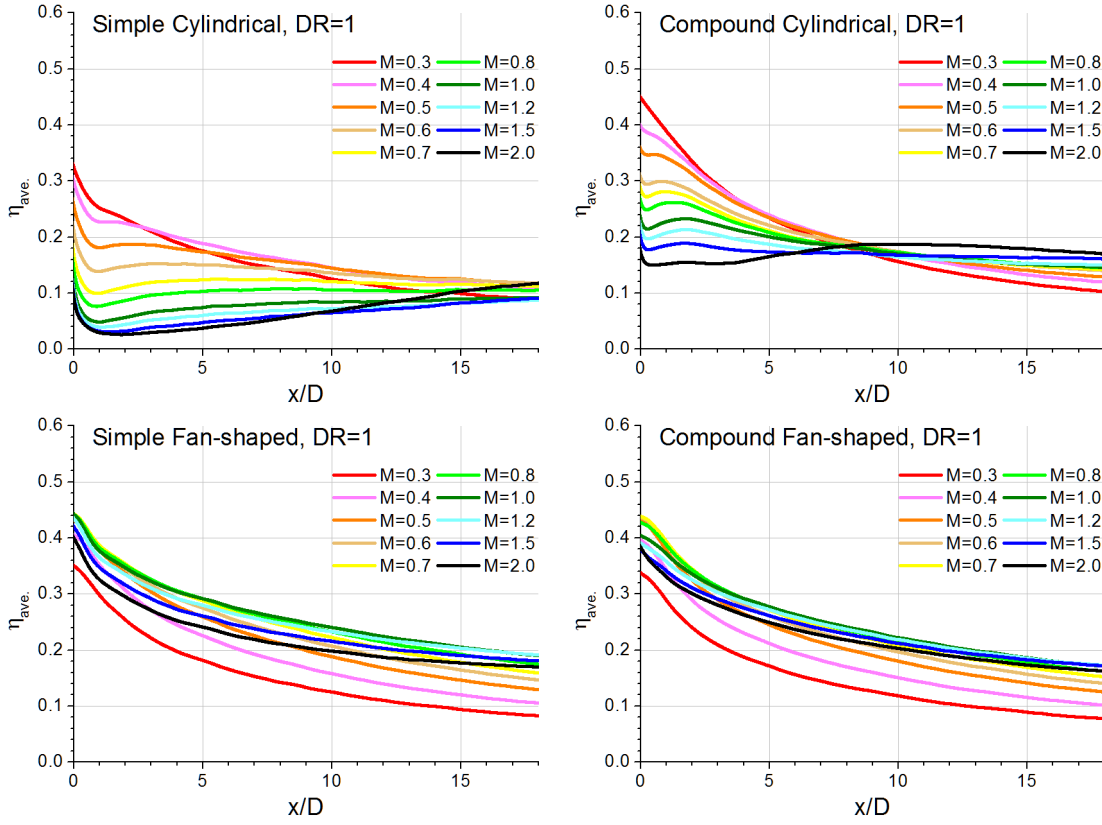 Simple Cylindrical, DR=1
M=0.3 M=0.8
M=0.4 M=1.0
M=0.5 M=1.2
M=0.6 M=1.5
M=0.7 M=2.0
0.6
0.5
0.4
0.3
0.2
0.1
0.0
ηave.
0 5 10 15
x/D
Compound Cylindrical, DR=1
M=0.3 M=0.8
M=0.4 M=1.0
M=0.5 M=1.2
M=0.6 M=1.5
M=0.7 M=2.0
0.6
0.5
0.4
0.3
0.2
0.1
0.0
ηave.
0 5 10 15
x/D
Simple Fan-shaped, DR=1
M=0.3 M=0.8
M=0.4 M=1.0
M=0.5 M=1.2
M=0.6 M=1.5
M=0.7 M=2.0
0.6
0.5
0.4
0.3
0.2
0.1
0.0
ηave.
0 5 10 15
x/D
Compound Fan-shaped, DR=1
M=0.3 M=0.8
M=0.4 M=1.0
M=0.5 M=1.2
M=0.6 M=1.5
M=0.7 M=2.0
0.6
0.5
0.4
0.3
0.2
0.1
0.0
ηave.
0 5 10 15
x/D